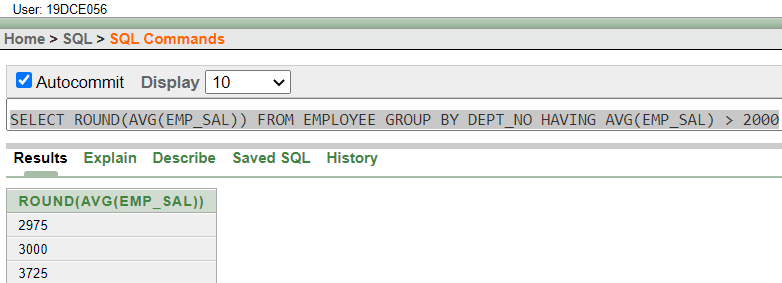 User: 19DCE056
Home > SQL > SQL Commands
Autocommit Display 10
SELECT ROUND(AVG(EMP_SAL)) FROM EMPLOYEE GROUP BY DEPT_NO HAVING AVG(EMP_SAL) > 2000
Results Explain Describe Saved SQL History
ROUND(AVG(EMP_SAL))
2975
3000
3725